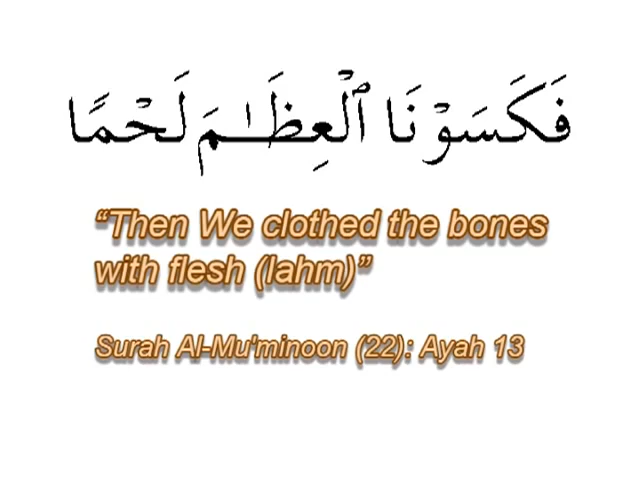 فَكَسَوْنَا ٱلْعِظَـٰمَ لَحْمًا
“Then We clothed the bones
with flesh (lahm)”
Surah Al-Mu'minoon (22): Ayah 13